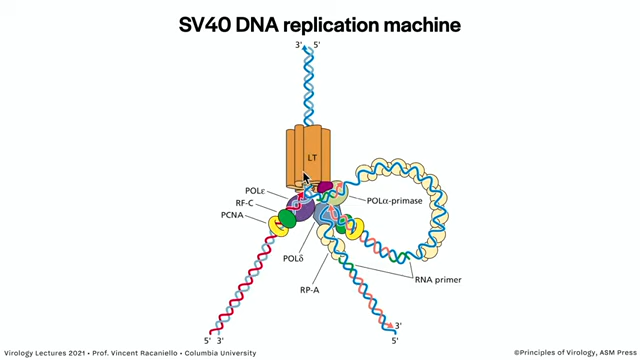 SV40 DNA replication machine
3' 5'
LT
POLε
RF-C
PCNA
POLα-primase
POLδ
RNA primer
RP-A
3'
5' 3'
5'
Virology Lectures 2021 • Prof. Vincent Racaniello • Columbia University
©Principles of Virology, ASM Press